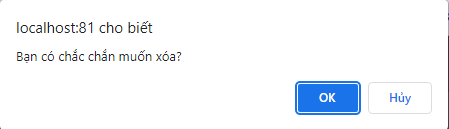 localhost:81 cho biết
Bạn có chắc chắn muốn xóa?
OK
Hủy